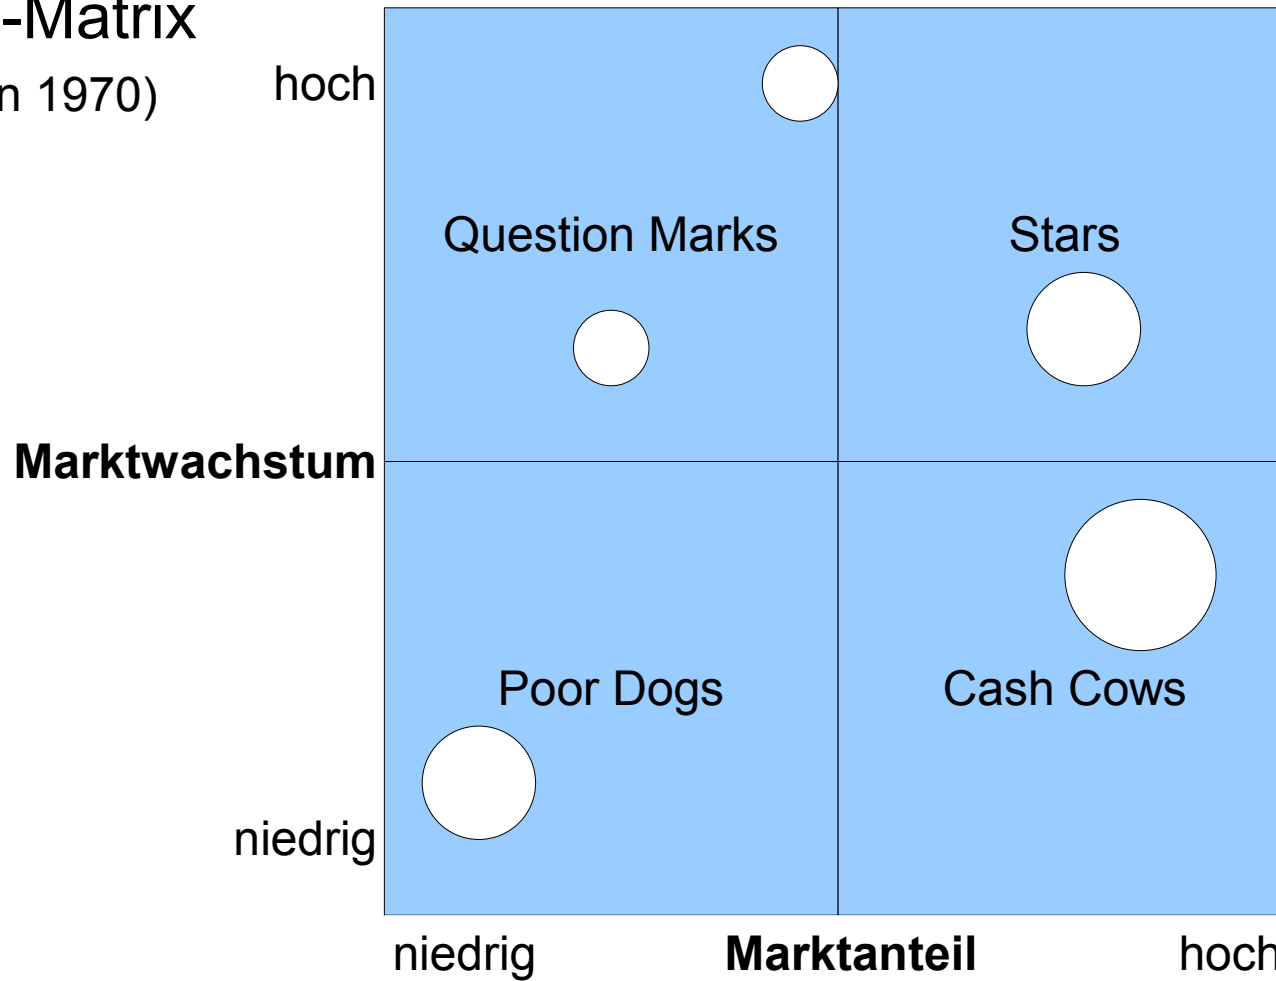 -Matrix
n 1970)
hoch
Question Marks
Stars
Marktwachstum
Poor Dogs
Cash Cows
niedrig
niedrig
Marktanteil
hoch